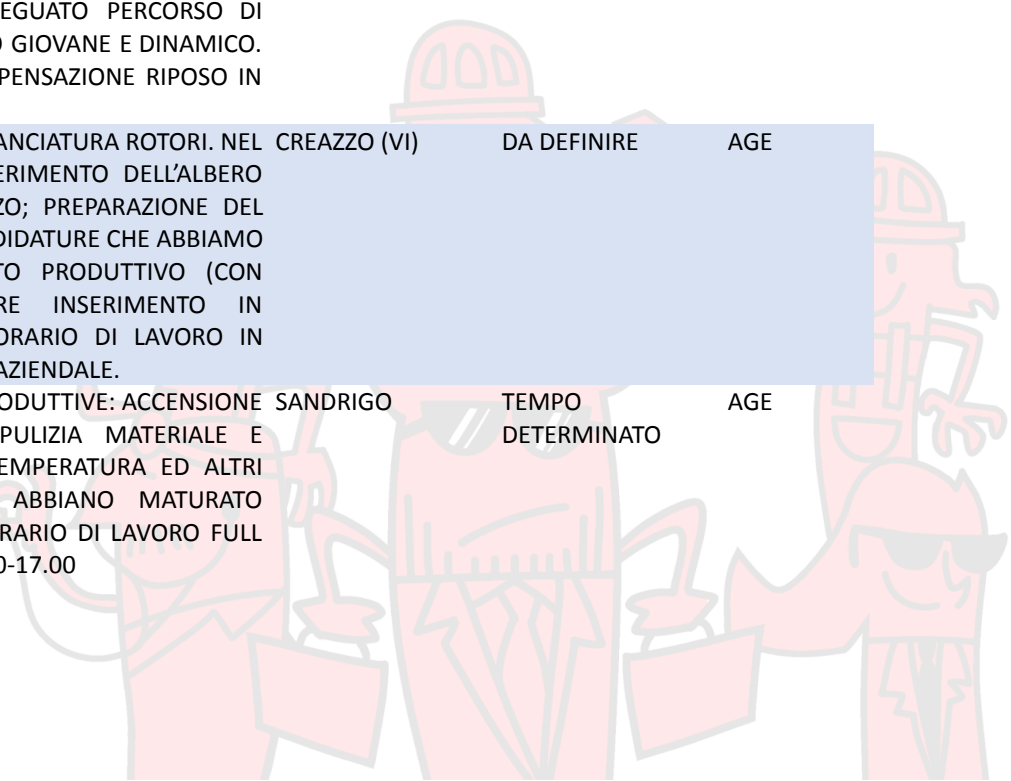 EGUATO PERCORSO DI
O GIOVANE E DINAMICO.
PENSAZIONE RIPOSO IN
ANCIATURA ROTORI. NEL CREAZZO (VI) DA DEFINIRE AGE
ERIMENTO DELL'ALBERO
ZO; PREPARAZIONE DEL
DIDATURE CHE ABBIAMO
TO PRODUTTIVO (CON
RE INSERIMENTO IN
ORARIO DI LAVORO IN
AZIENDALE.
ODUTTIVE: ACCENSIONE SANDRIGO TEMPO AGE
PULIZIA MATERIALE E DETERMINATO
EMPERATURA ED ALTRI
ABBIANO MATURATO
RARIO DI LAVORO FULL
0-17.00